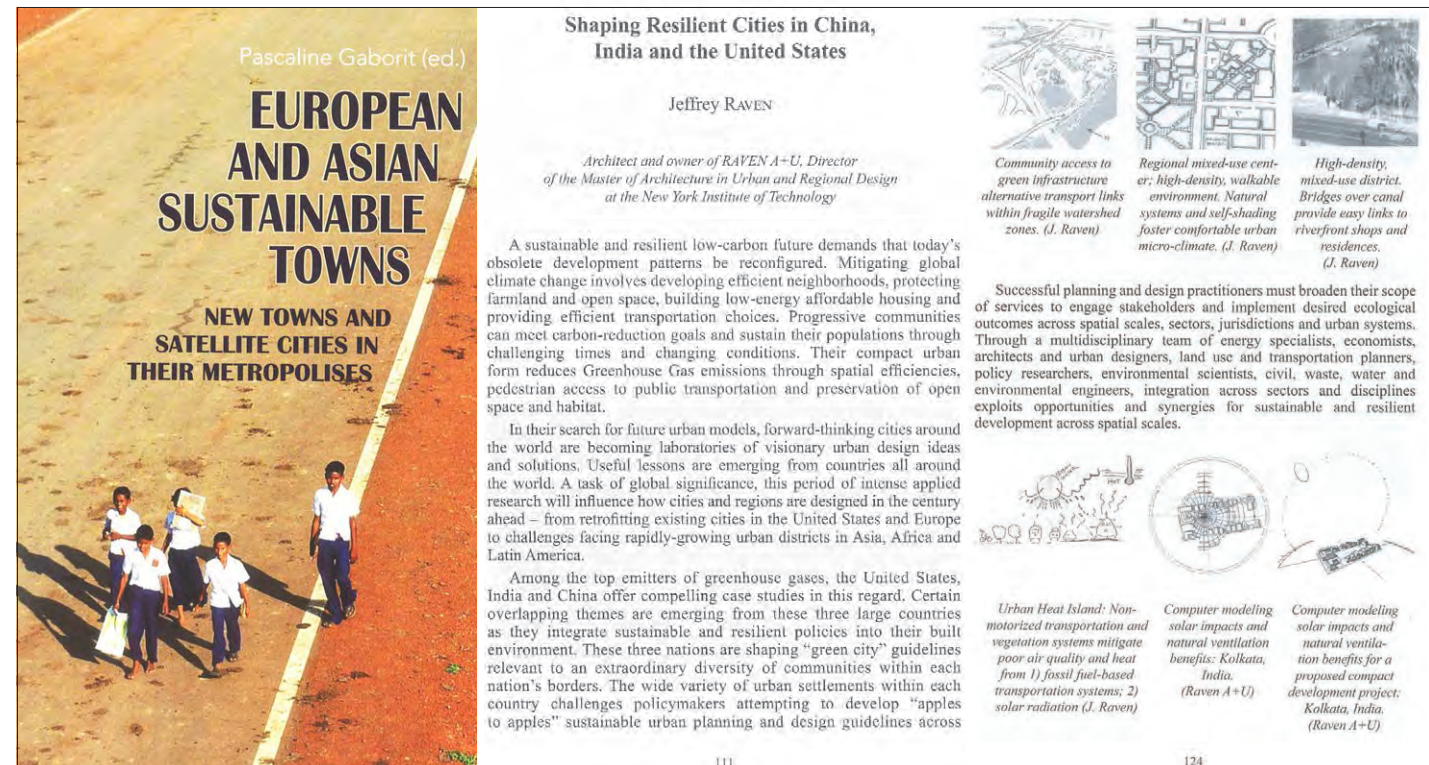 Pascaline Gaborit (ed.)
EUROPEAN
AND ASIAN
SUSTAINABLE
TOWNS
NEW TOWNS AND
SATELLITE CITIES IN
THEIR METROPOLISES
Shaping Resilient Cities in China,
India and the United States
Jeffrey RAVEN
Architect and owner of RAVEN A+U, Director
of the Master of Architecture in Urban and Regional Design
at the New York Institute of Technology
A sustainable and resilient low-carbon future demands that today's
obsolete development patterns be reconfigured. Mitigating global
climate change involves developing efficient neighborhoods, protecting
farmland and open space, building low-energy affordable housing and
providing efficient transportation choices. Progressive communities
can meet carbon-reduction goals and sustain their populations through
challenging times and changing conditions. Their compact urban
form reduces Greenhouse Gas emissions through spatial efficiencies,
pedestrian access to public transportation and preservation of open
space and habitat.
In their search for future urban models, forward-thinking cities around
the world are becoming laboratories of visionary urban design ideas
and solutions. Useful lessons are emerging from countries all around
the world. A task of global significance, this period of intense applied
research will influence how cities and regions are designed in the century
ahead – from retrofitting existing cities in the United States and Europe
to challenges facing rapidly-growing urban districts in Asia, Africa and
Latin America.
Among the top emitters of greenhouse gases, the United States,
India and China offer compelling case studies in this regard. Certain
overlapping themes are emerging from these three large countries
as they integrate sustainable and resilient policies into their built
environment. These three nations are shaping "green city" guidelines
relevant to an extraordinary diversity of communities within each
nation's borders. The wide variety of urban settlements within each
country challenges policymakers attempting to develop "apples
to apples" sustainable urban planning and design guidelines across
111
Community access to
green infrastructure
alternative transport links
within fragile watershed
zones. (J. Raven)
Regional mixed-use cent-
er; high-density, walkable
environment. Natural
systems and self-shading
foster comfortable urban
micro-climate. (J. Raven)
High-density,
mixed-use district.
Bridges over canal
provide easy links to
riverfront shops and
residences.
(J. Raven)
Successful planning and design practitioners must broaden their scope
of services to engage stakeholders and implement desired ecological
outcomes across spatial scales, sectors, jurisdictions and urban systems.
Through a multidisciplinary team of energy specialists, economists,
architects and urban designers, land use and transportation planners,
policy researchers, environmental scientists, civil, waste, water and
environmental engineers, integration across sectors and disciplines
exploits opportunities and synergies for sustainable and resilient
development across spatial scales.
Urban Heat Island: Non-
motorized transportation and
vegetation systems mitigate
poor air quality and heat
from 1) fossil fuel-based
transportation systems; 2)
solar radiation (J. Raven)
Computer modeling
solar impacts and
natural ventilation
benefits: Kolkata,
India.
(Raven A+U)
Computer modeling
solar impacts and
natural ventila-
tion benefits for a
proposed compact
development project:
Kolkata, India.
(Raven A+U)
124